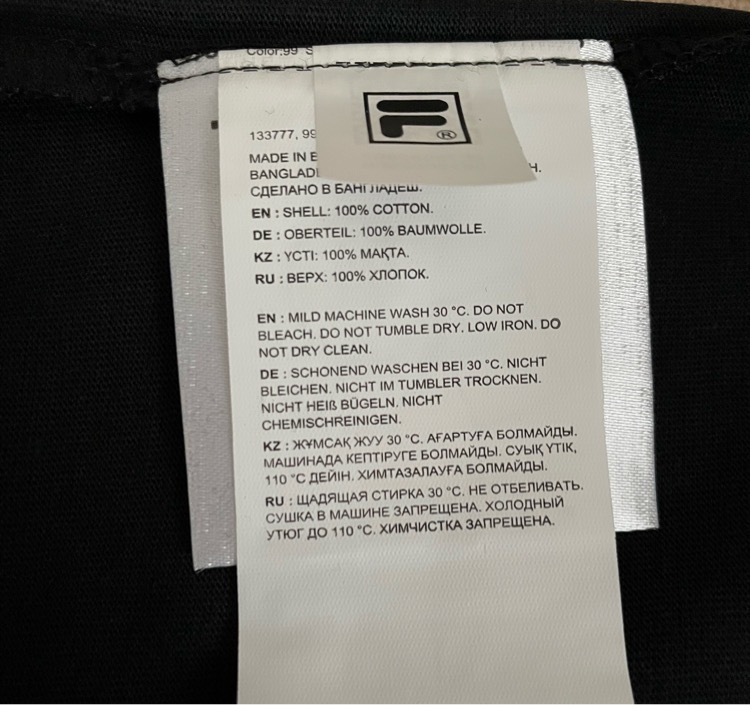 Color:99 S
F®
133777, 99
MADE IN B
BANGLAD
СДЕЛАНО В БАНГЛАДЕШ.
EN : SHELL: 100% COTTON.
DE : OBERTEIL: 100% BAUMWOLLE.
KZ : ҮСТІ: 100% МАҚТА.
RU : ВЕРХ: 100% ХЛОПОК.
EN : MILD MACHINE WASH 30 °C. DO NOT
BLEACH. DO NOT TUMBLE DRY. LOW IRON. DO
NOT DRY CLEAN.
DE : SCHONEND WASCHEN BEI 30 °C. NICHT
BLEICHEN. NICHT IM TUMBLER TROCKNEN.
NICHT HEIß BÜGELN. NICHT
CHEMISCHREINIGEN.
KZ : ЖҰМСАҚ ЖУУ 30 °C. АҒАРТУҒА БОЛМАЙДЫ.
МАШИНАДА КЕПТІРУГЕ БОЛМАЙДЫ. СУЫҚ ҮТІК,
110 °C ДЕЙІН. ХИМТАЗАЛАУҒА БОЛМАЙДЫ.
RU : ЩАДЯЩАЯ СТИРКА 30 °C. НЕ ОТБЕЛИВАТЬ.
СУШКА В МАШИНЕ ЗАПРЕЩЕНА. ХОЛОДНЫЙ
УТЮГ ДО 110 °C. ХИМЧИСТКА ЗАПРЕЩЕНА.